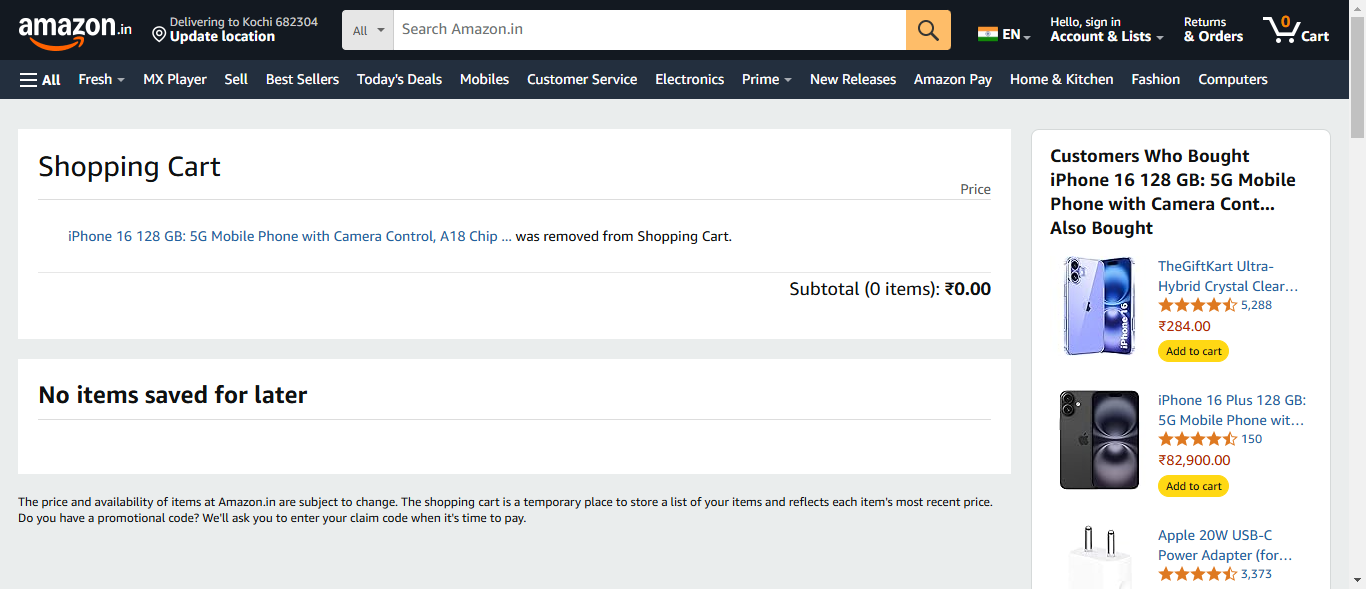 amazon.in
Delivering to Kochi 682304
Update location
All
Search Amazon.in
EN
Hello, sign in
Account & Lists
Returns
& Orders
0
Cart
All
Fresh
MX Player
Sell
Best Sellers
Today's Deals
Mobiles
Customer Service
Electronics
Prime
New Releases
Amazon Pay
Home & Kitchen
Fashion
Computers
Shopping Cart
Price
iPhone 16 128 GB: 5G Mobile Phone with Camera Control, A18 Chip ... was removed from Shopping Cart.
Subtotal (0 items): ₹0.00
No items saved for later
The price and availability of items at Amazon.in are subject to change. The shopping cart is a temporary place to store a list of your items and reflects each item's most recent price.
Do you have a promotional code? We'll ask you to enter your claim code when it's time to pay.
Customers Who Bought
iPhone 16 128 GB: 5G Mobile
Phone with Camera Cont...
Also Bought
iPhone 16
TheGiftKart Ultra-
Hybrid Crystal Clear...
5,288
₹284.00
Add to cart
iPhone 16 Plus 128 GB:
5G Mobile Phone wit...
150
₹82,900.00
Add to cart
Apple 20W USB-C
Power Adapter (for...
3,373